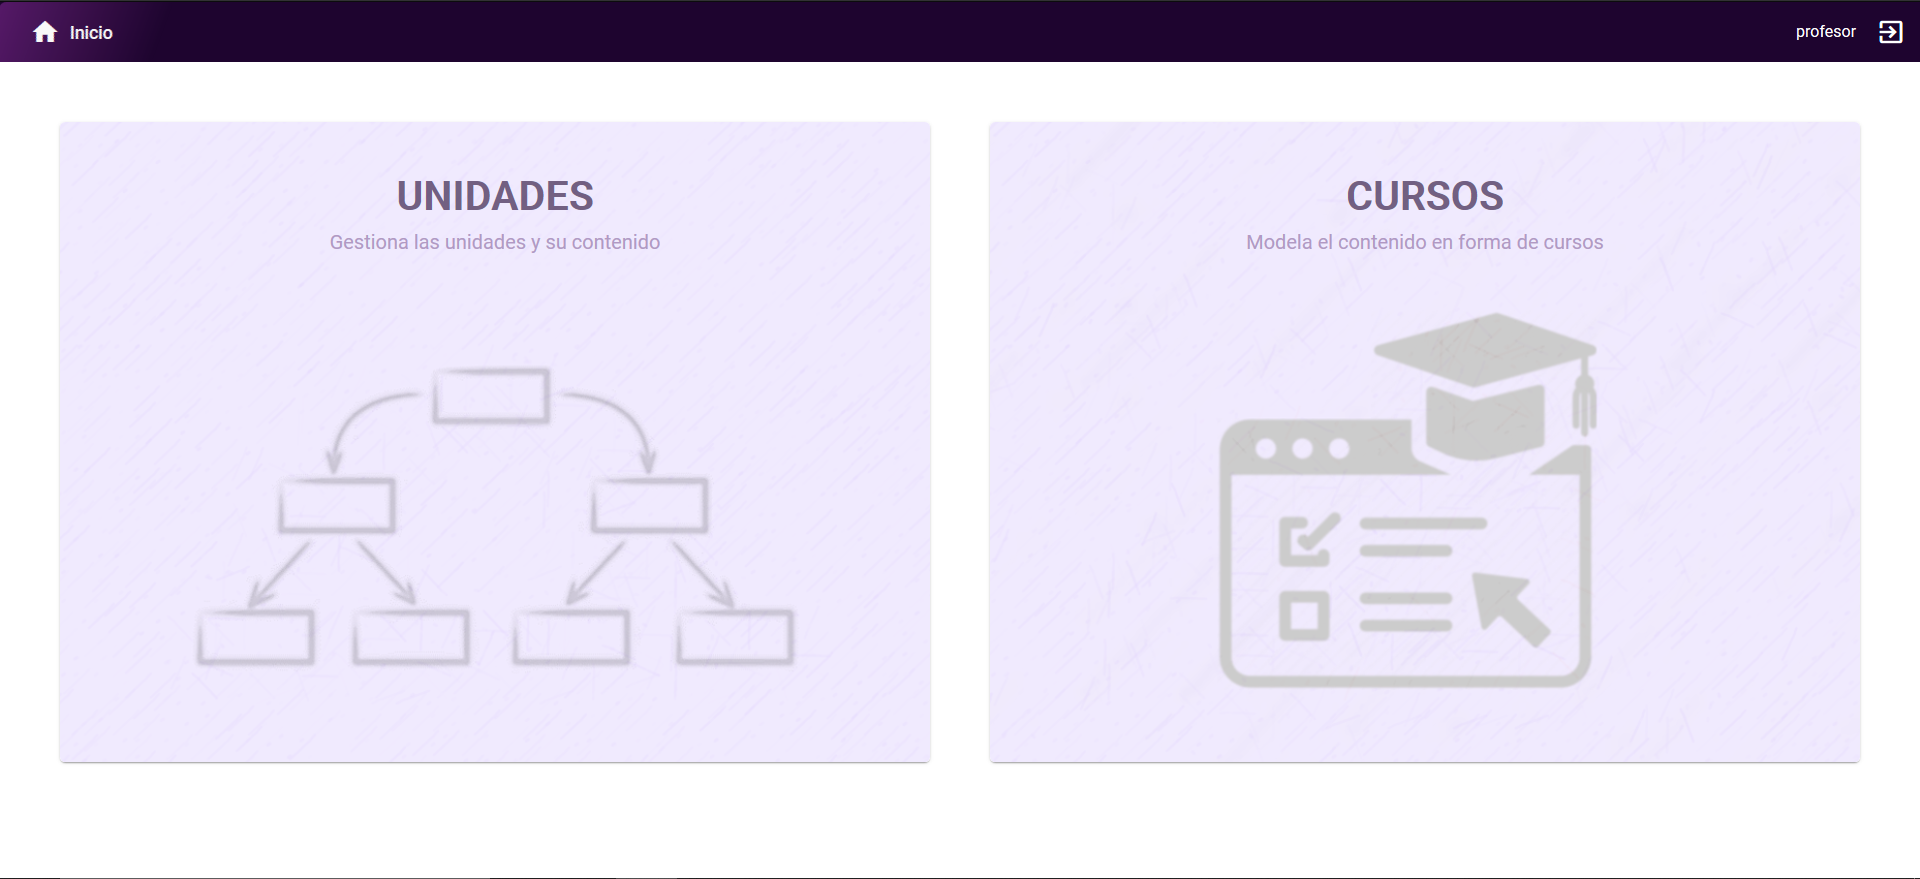 Inicio
profesor
UNIDADES
Gestiona las unidades y su contenido
CURSOS
Modela el contenido en forma de cursos